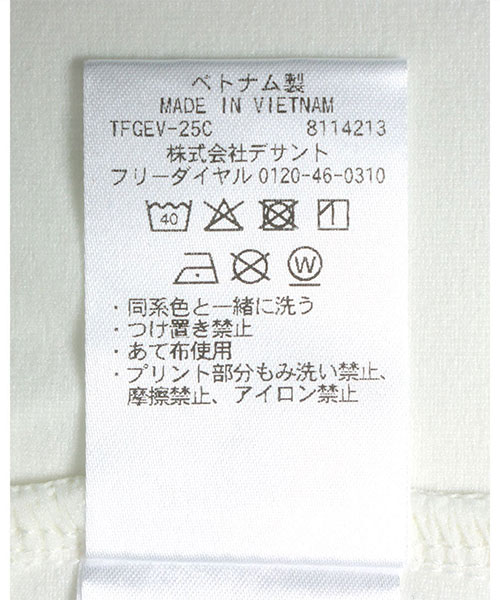 ベトナム製
MADE IN VIETNAM
TFGEV-25C 8114213
株式会社デサント
フリーダイヤル 0120-46-0310
40
W
・同系色と一緒に洗う
・つけ置き禁止
・あて布使用
・プリント部分もみ洗い禁止、
摩擦禁止、アイロン禁止